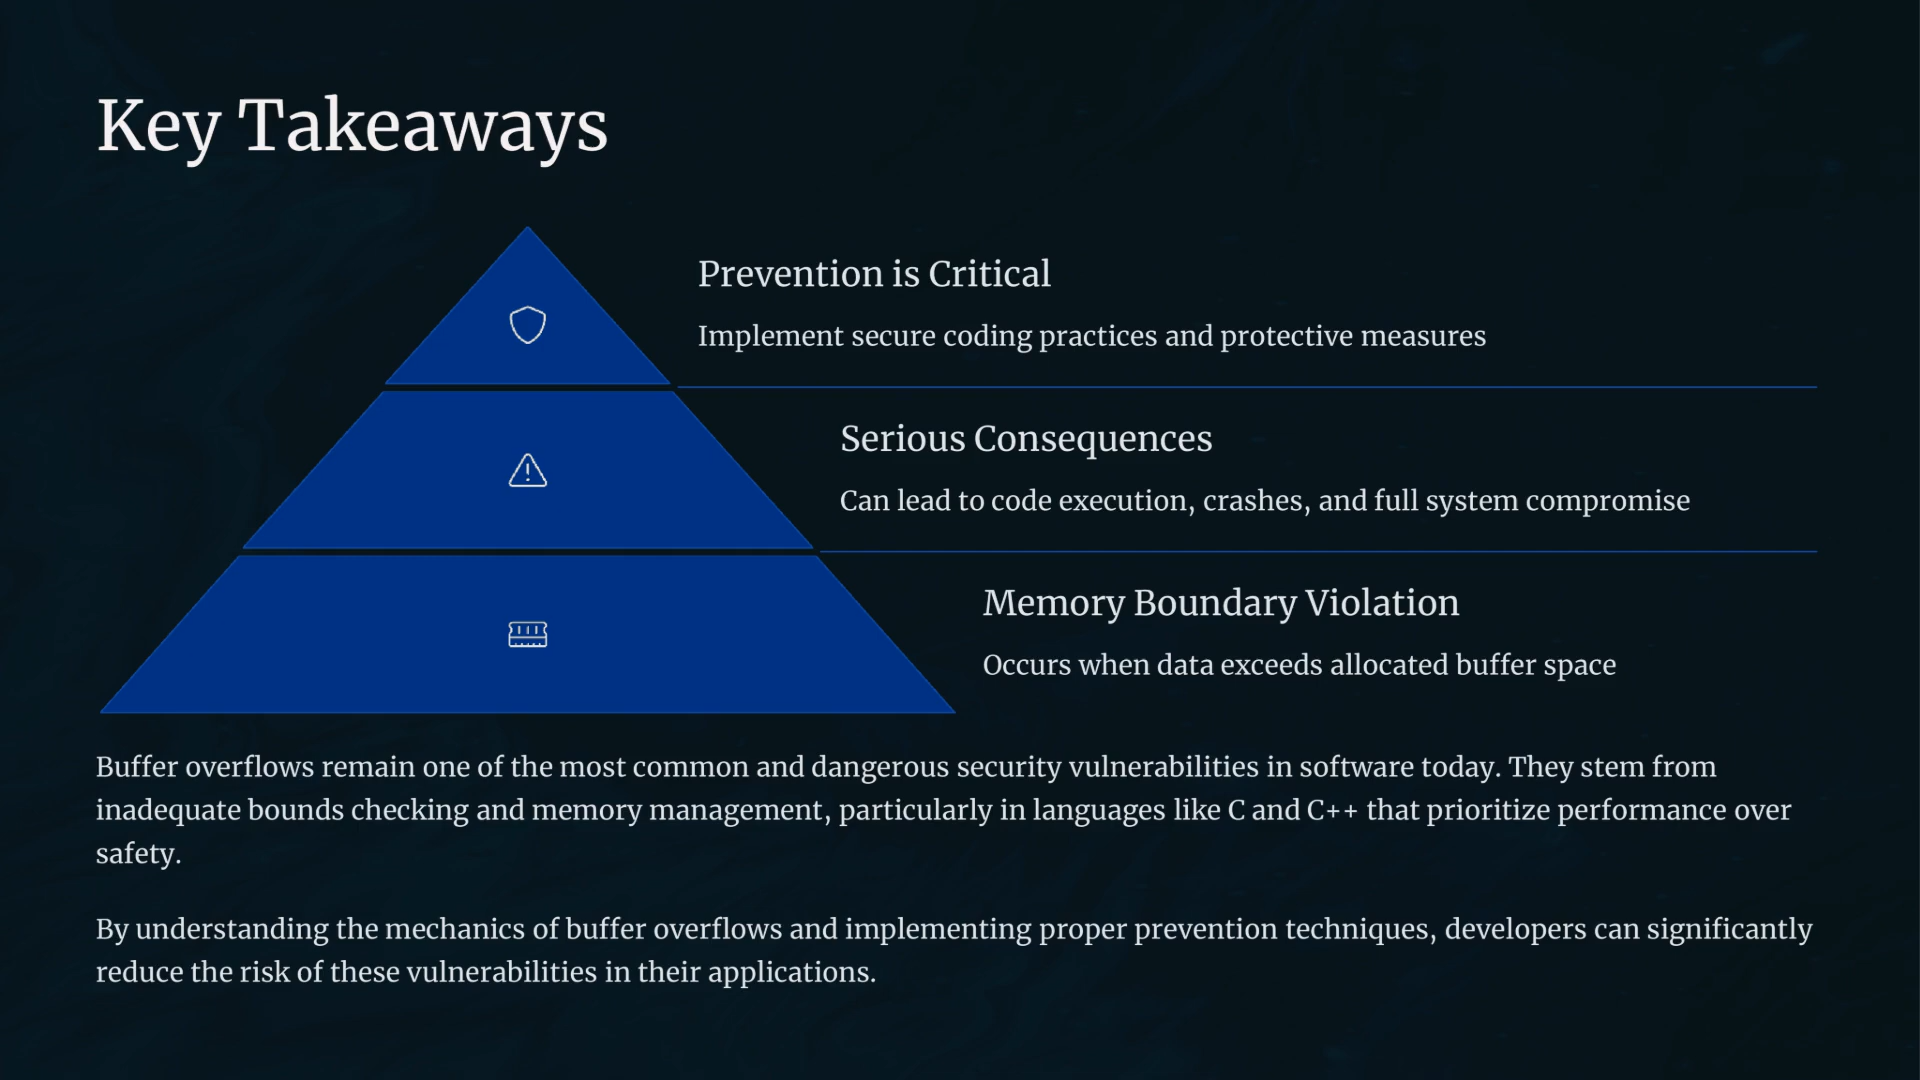 Key Takeaways
Prevention is Critical
Implement secure coding practices and protective measures
Serious Consequences
Can lead to code execution, crashes, and full system compromise
Memory Boundary Violation
Occurs when data exceeds allocated buffer space
Buffer overflows remain one of the most common and dangerous security vulnerabilities in software today. They stem from
inadequate bounds checking and memory management, particularly in languages like C and C++ that prioritize performance over
safety.
By understanding the mechanics of buffer overflows and implementing proper prevention techniques, developers can significantly
reduce the risk of these vulnerabilities in their applications.